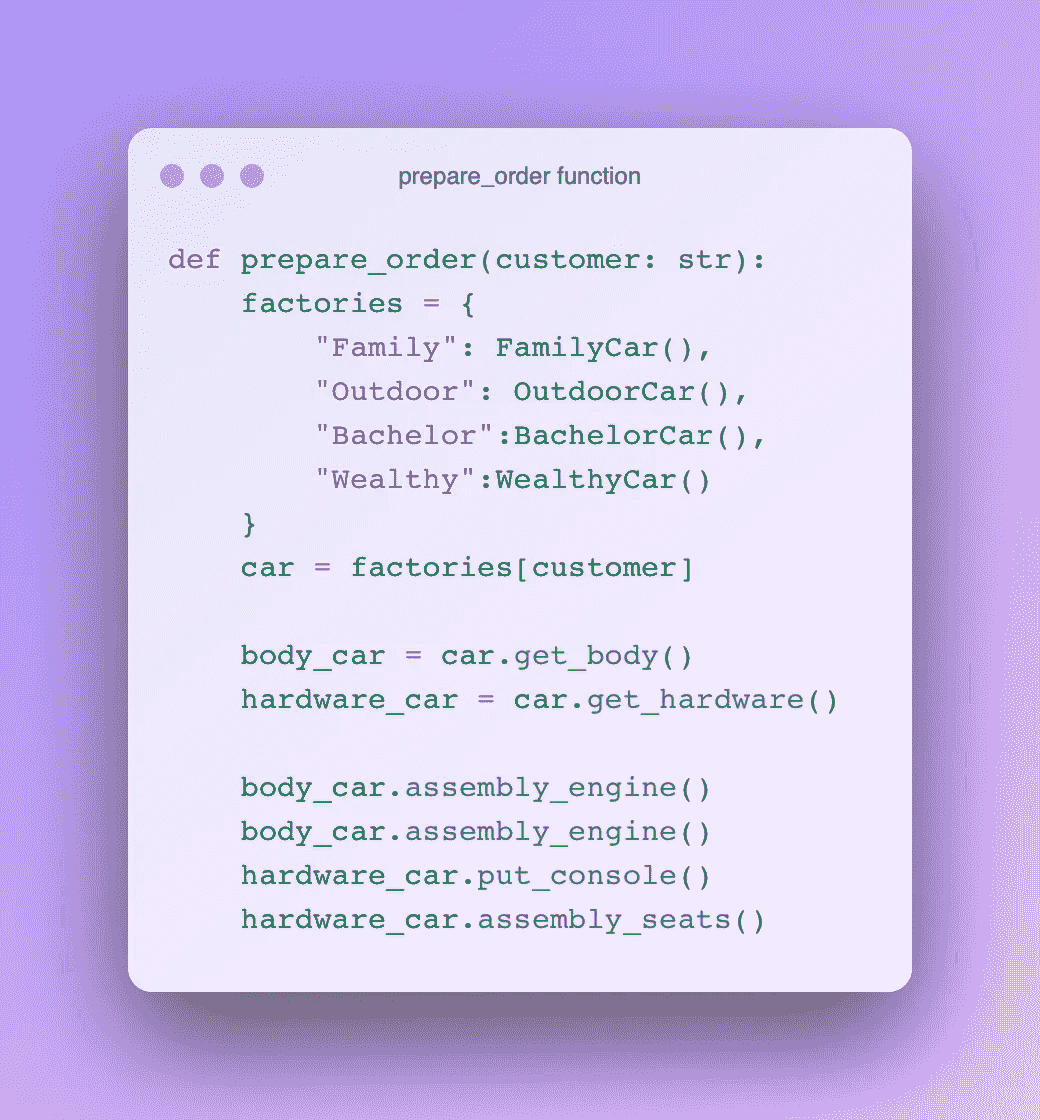 prepare_order function
def prepare_order(customer: str):
    factories = {
        "Family": FamilyCar(),
        "Outdoor": OutdoorCar(),
        "Bachelor":BachelorCar(),
        "Wealthy":WealthyCar()
    }
    car = factories[customer]

    body_car = car.get_body()
    hardware_car = car.get_hardware()

    body_car.assembly_engine()
    body_car.assembly_engine()
    hardware_car.put_console()
    hardware_car.assembly_seats()